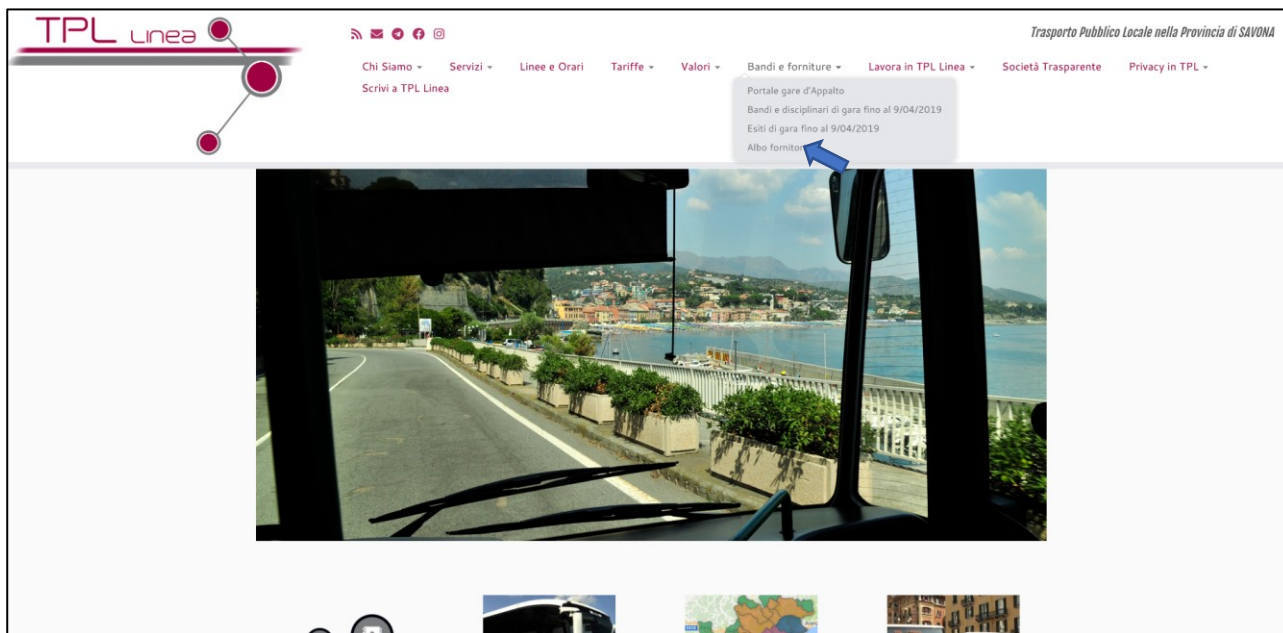 TPL Linea
Trasporto Pubblico Locale nella Provincia di SAVONA
Chi Siamo Servizi Linee e Orari Tariffe Valori Bandi e forniture Lavora in TPL Linea Società Trasparente Privacy in TPL
Scrivi a TPL Linea
Portale gare d'Appalto
Bandi e disciplinari di gara fino al 9/04/2019
Esiti di gara fino al 9/04/2019
Albo fornitori